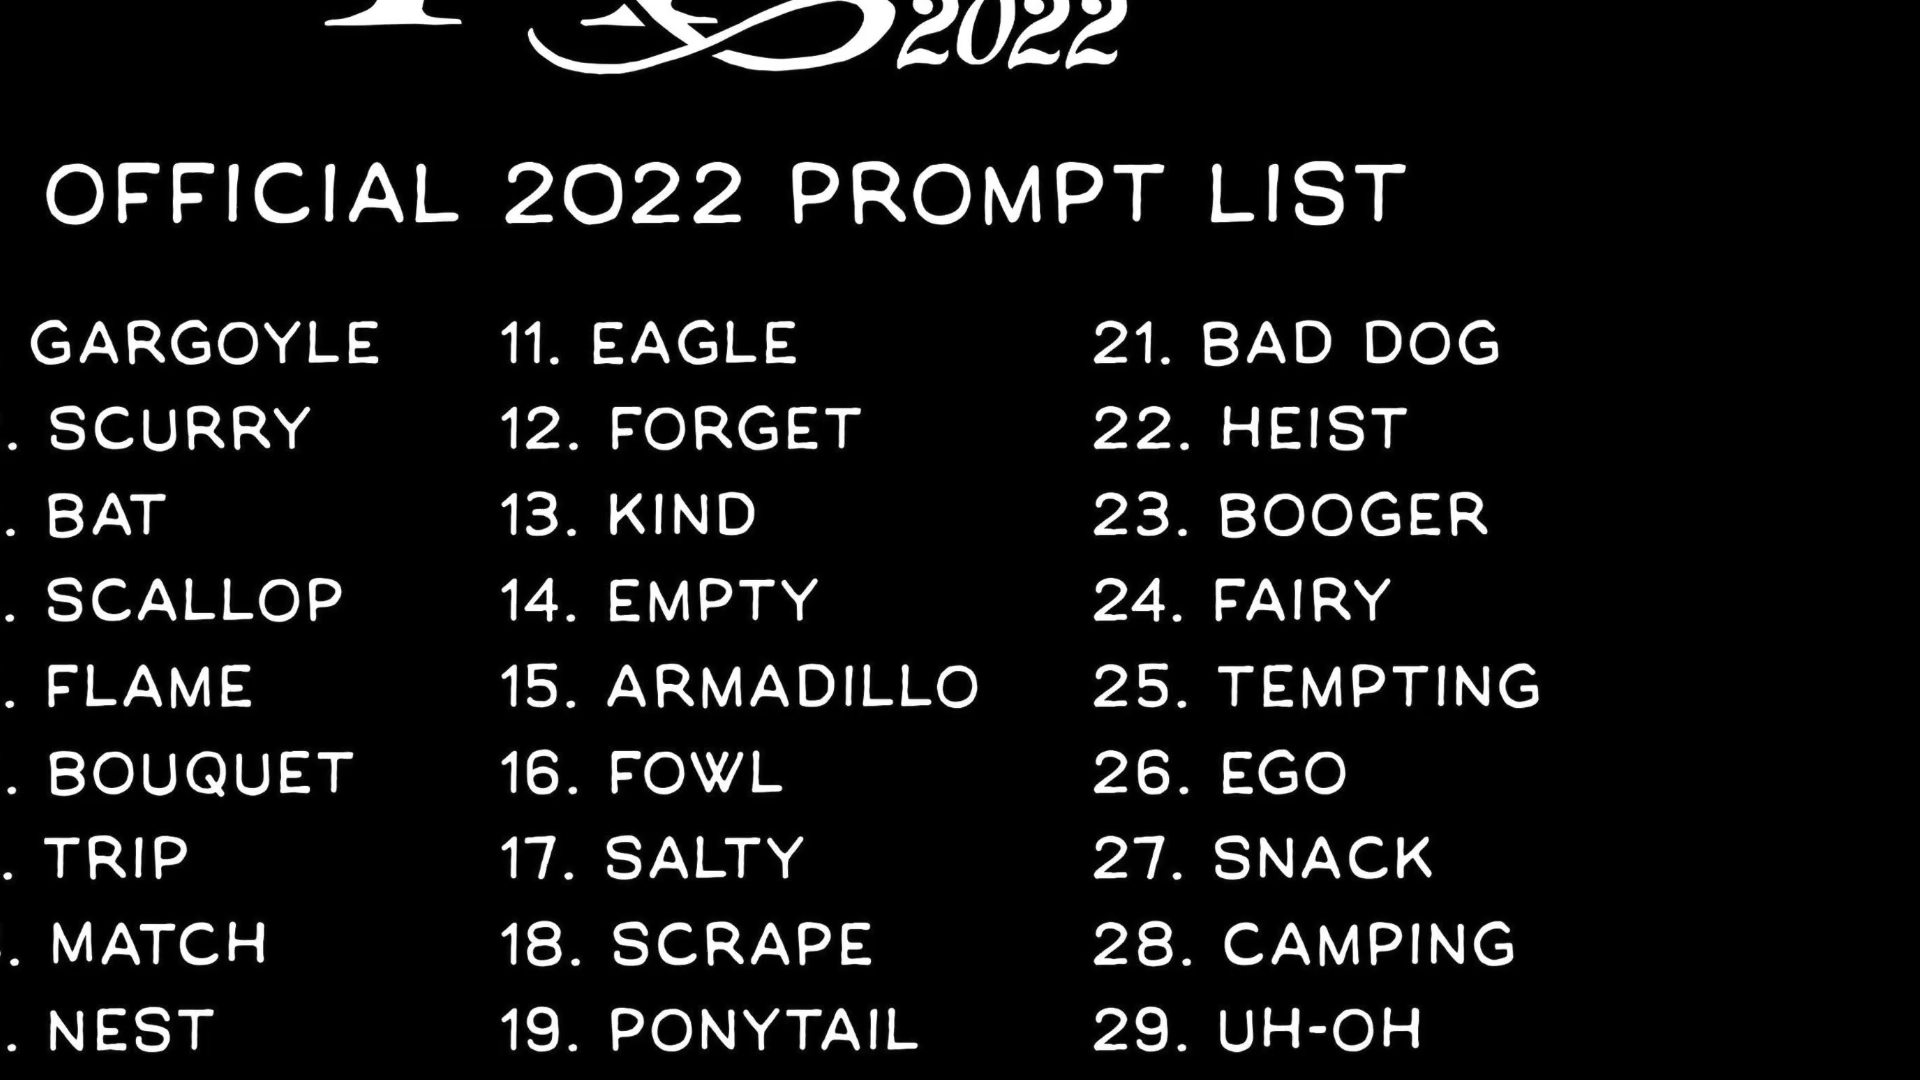 2022
OFFICIAL 2022 PROMPT LIST
. GARGOYLE
. SCURRY
. BAT
. SCALLOP
. FLAME
. BOUQUET
. TRIP
. MATCH
. NEST
11. EAGLE
12. FORGET
13. KIND
14. EMPTY
15. ARMADILLO
16. FOWL
17. SALTY
18. SCRAPE
19. PONYTAIL
21. BAD DOG
22. HEIST
23. BOOGER
24. FAIRY
25. TEMPTING
26. EGO
27. SNACK
28. CAMPING
29. UH-OH